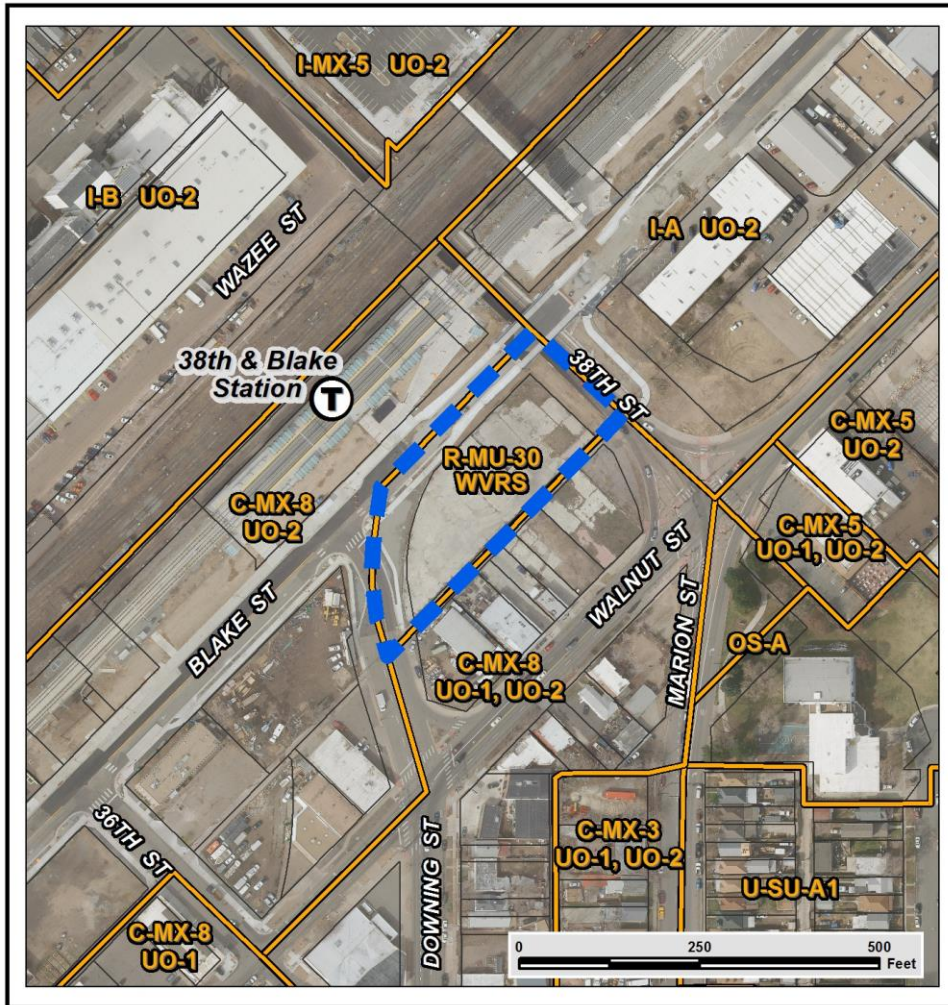 I-MX-5 UO-2
I-B UO-2
WAZEE ST
I-A UO-2
38th & Blake
Station
T
38TH ST
R-MU-30
WVRS
C-MX-5
UO-2
C-MX-8
UO-2
C-MX-5
UO-1, UO-2
WALNUT ST
BLAKE ST
MARION ST
OS-A
C-MX-8
UO-1, UO-2
36TH ST
DOWNING ST
C-MX-3
UO-1, UO-2
U-SU-A1
C-MX-8
UO-1
0 250 500
Feet